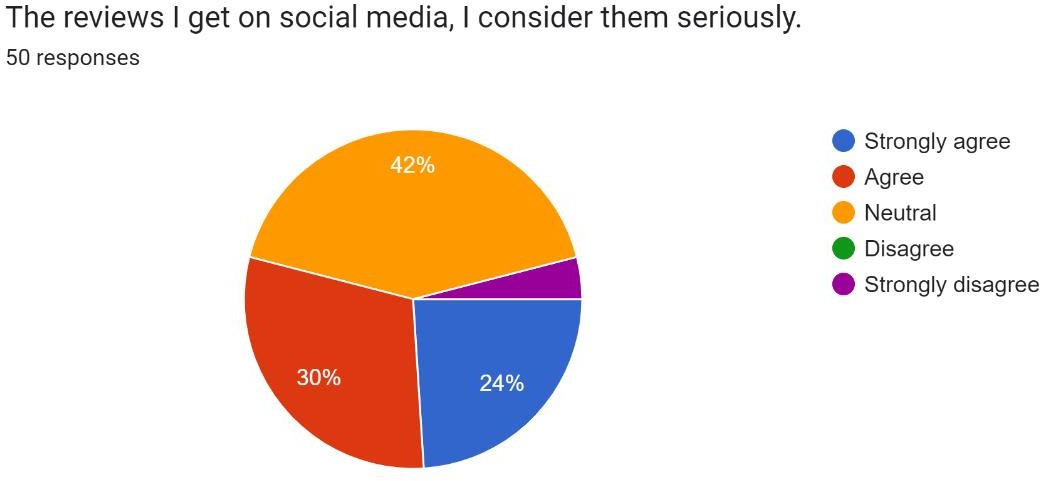 The reviews I get on social media, I consider them seriously.
50 responses
42%
30%
24%
Strongly agree
Agree
Neutral
Disagree
Strongly disagree